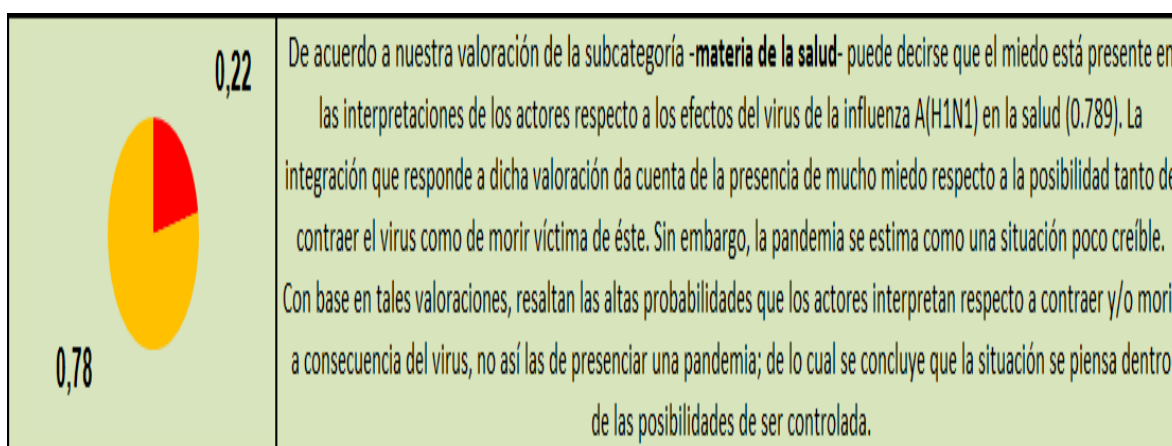 0,22
0,78
De acuerdo a nuestra valoración de la subcategoría -materia de la salud- puede decirse que el miedo está presente en
las interpretaciones de los actores respecto a los efectos del virus de la influenza A(H1N1) en la salud (0.789). La
integración que responde a dicha valoración da cuenta de la presencia de mucho miedo respecto a la posibilidad tanto de
contraer el virus como de morir víctima de éste. Sin embargo, la pandemia se estima como una situación poco creíble.
Con base en tales valoraciones, resaltan las altas probabilidades que los actores interpretan respecto a contraer y/o mori
a consecuencia del virus, no así las de presenciar una pandemia; de lo cual se concluye que la situación se piensa dentro
de las posibilidades de ser controlada.